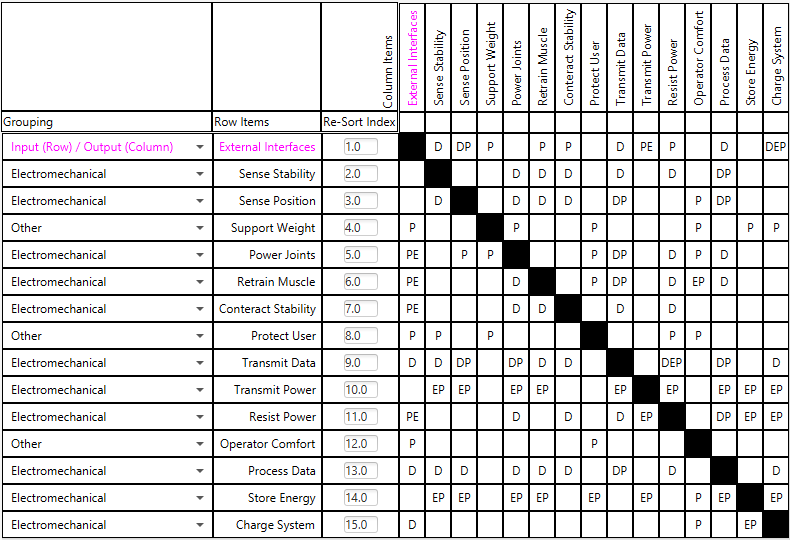 Column Items External Interfaces Sense Stability Sense Position Support Weight Power Joints Retrain Muscle Conteract Stability Protect User Transmit Data Transmit Power Resist Power Operator Comfort Process Data Store Energy Charge System
Grouping Row Items Re-Sort Index
Input (Row) / Output (Column) External Interfaces 1.0 D DP P P P D PE P D DEP
Electromechanical Sense Stability 2.0 D D D D D DP
Electromechanical Sense Position 3.0 D D D D DP P DP
Other Support Weight 4.0 P P P P P P
Electromechanical Power Joints 5.0 PE P P P DP D P D
Electromechanical Retrain Muscle 6.0 PE D P DP D EP D
Electromechanical Conteract Stability 7.0 PE D D D D
Other Protect User 8.0 P P P P P
Electromechanical Transmit Data 9.0 D D DP DP D D DEP DP D
Electromechanical Transmit Power 10.0 EP EP EP EP EP EP EP EP EP
Electromechanical Resist Power 11.0 PE D D D EP DP EP EP
Other Operator Comfort 12.0 P P
Electromechanical Process Data 13.0 D D D D D D DP D D
Electromechanical Store Energy 14.0 EP EP EP EP EP EP P EP EP
Electromechanical Charge System 15.0 D P EP